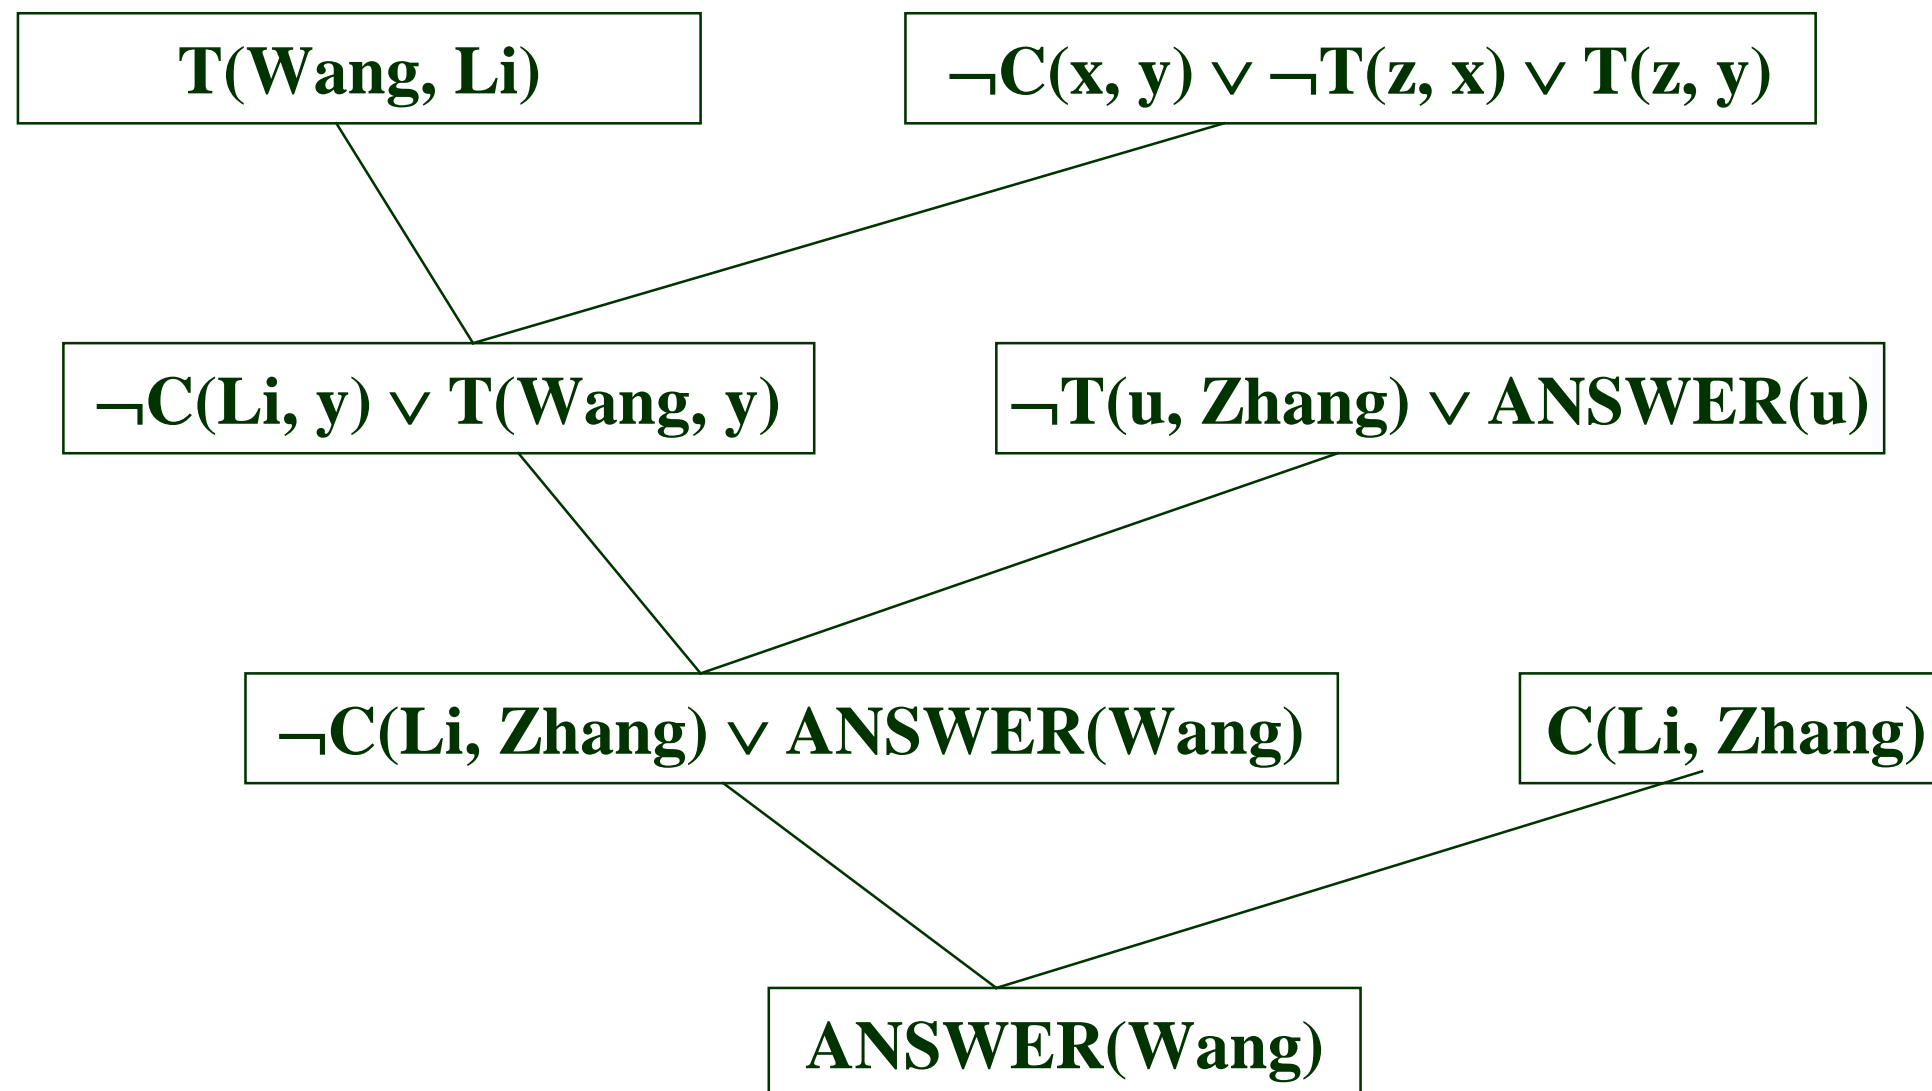 T(Wang, Li)
¬C(x, y) ∨ ¬T(z, x) ∨ T(z, y)
¬C(Li, y) ∨ T(Wang, y)
¬T(u, Zhang) ∨ ANSWER(u)
¬C(Li, Zhang) ∨ ANSWER(Wang)
C(Li, Zhang)
ANSWER(Wang)